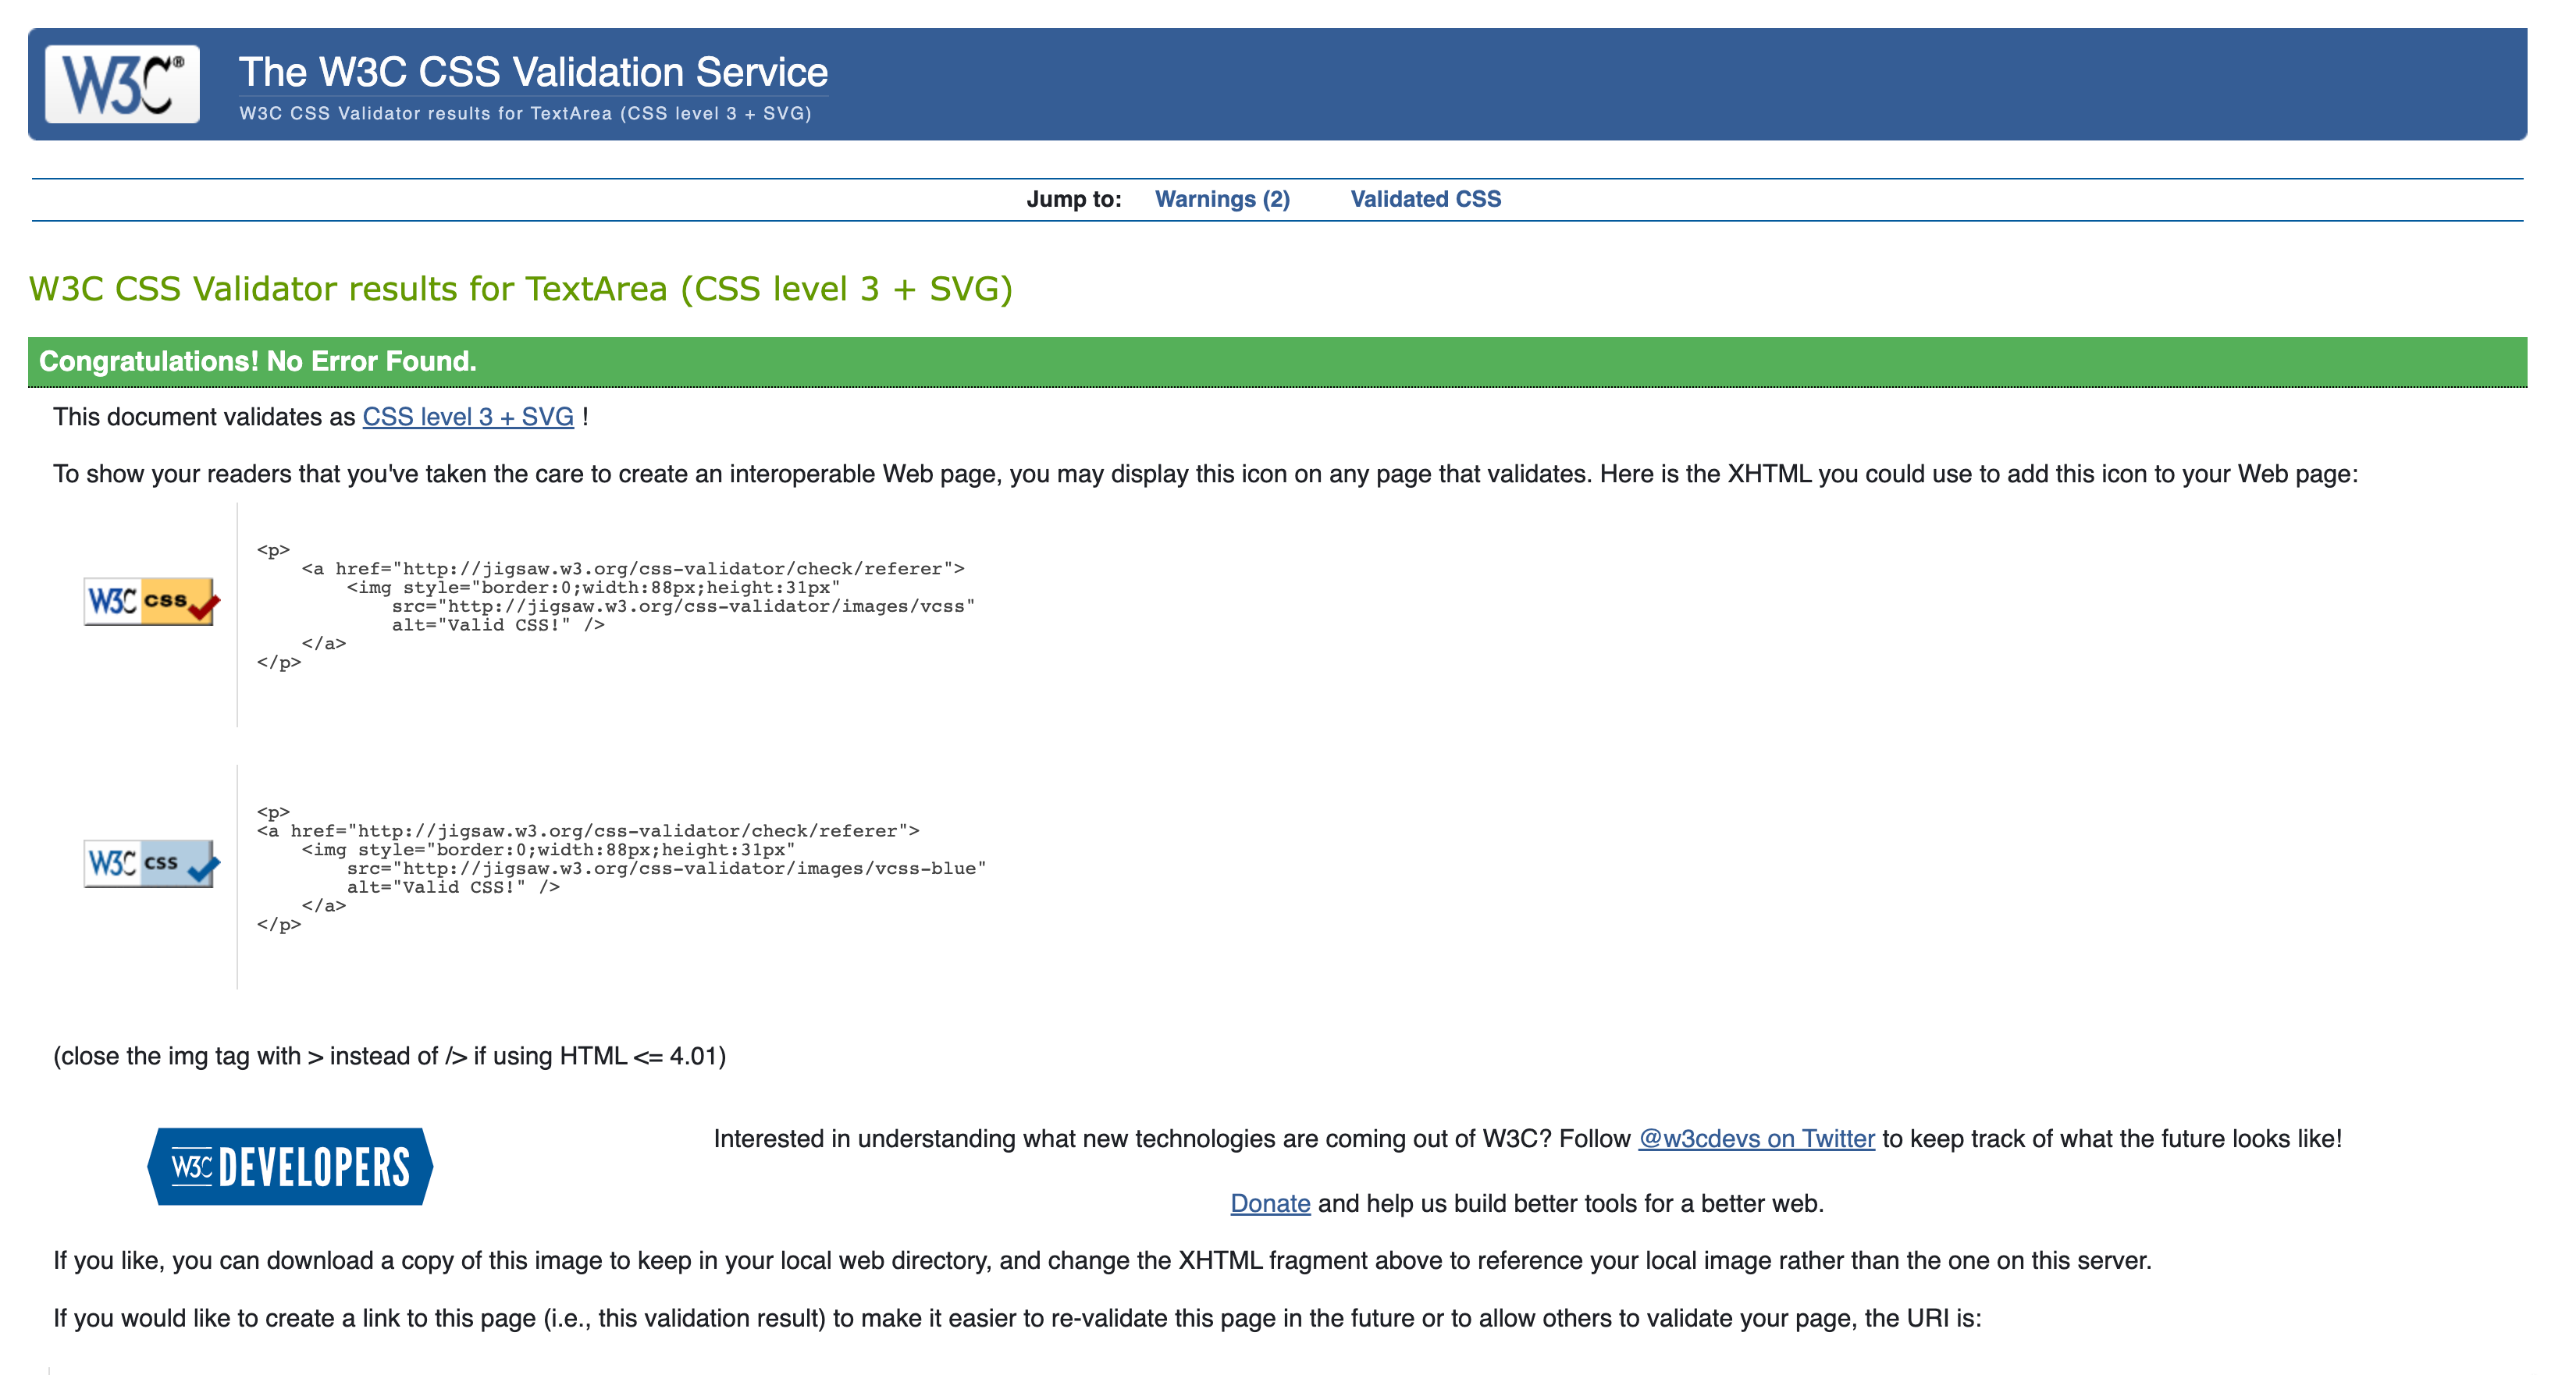 W3C®
The W3C CSS Validation Service
W3C CSS Validator results for TextArea (CSS level 3 + SVG)
Jump to: Warnings (2) Validated CSS
W3C CSS Validator results for TextArea (CSS level 3 + SVG)
Congratulations! No Error Found.
This document validates as CSS level 3 + SVG !
To show your readers that you've taken the care to create an interoperable Web page, you may display this icon on any page that validates. Here is the XHTML you could use to add this icon to your Web page:
W3C css
<p>
    <a href="http://jigsaw.w3.org/css-validator/check/referer">
        <img style="border:0;width:88px;height:31px"
            src="http://jigsaw.w3.org/css-validator/images/vcss"
            alt="Valid CSS!" />
    </a>
</p>
W3C css
<p>
<a href="http://jigsaw.w3.org/css-validator/check/referer">
    <img style="border:0;width:88px;height:31px"
        src="http://jigsaw.w3.org/css-validator/images/vcss-blue"
        alt="Valid CSS!" />
    </a>
</p>
(close the img tag with > instead of /> if using HTML <= 4.01)
W3C DEVELOPERS
Interested in understanding what new technologies are coming out of W3C? Follow @w3cdevs on Twitter to keep track of what the future looks like!
Donate and help us build better tools for a better web.
If you like, you can download a copy of this image to keep in your local web directory, and change the XHTML fragment above to reference your local image rather than the one on this server.
If you would like to create a link to this page (i.e., this validation result) to make it easier to re-validate this page in the future or to allow others to validate your page, the URI is: